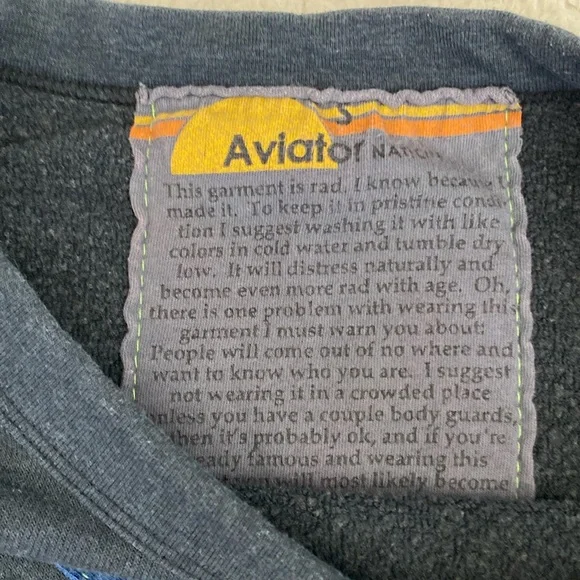 S
Aviator NATION
This garment is rad. I know because I
made it. To keep it in pristine condi-
tion I suggest washing it with like
colors in cold water and tumble dry
low. It will distress naturally and
become even more rad with age. Oh,
there is one problem with wearing this
garment I must warn you about:
People will come out of no where and
want to know who you are. I suggest
not wearing it in a crowded place
unless you have a couple body guards,
then it's probably ok, and if you're
ready famous and wearing this
will most likely become